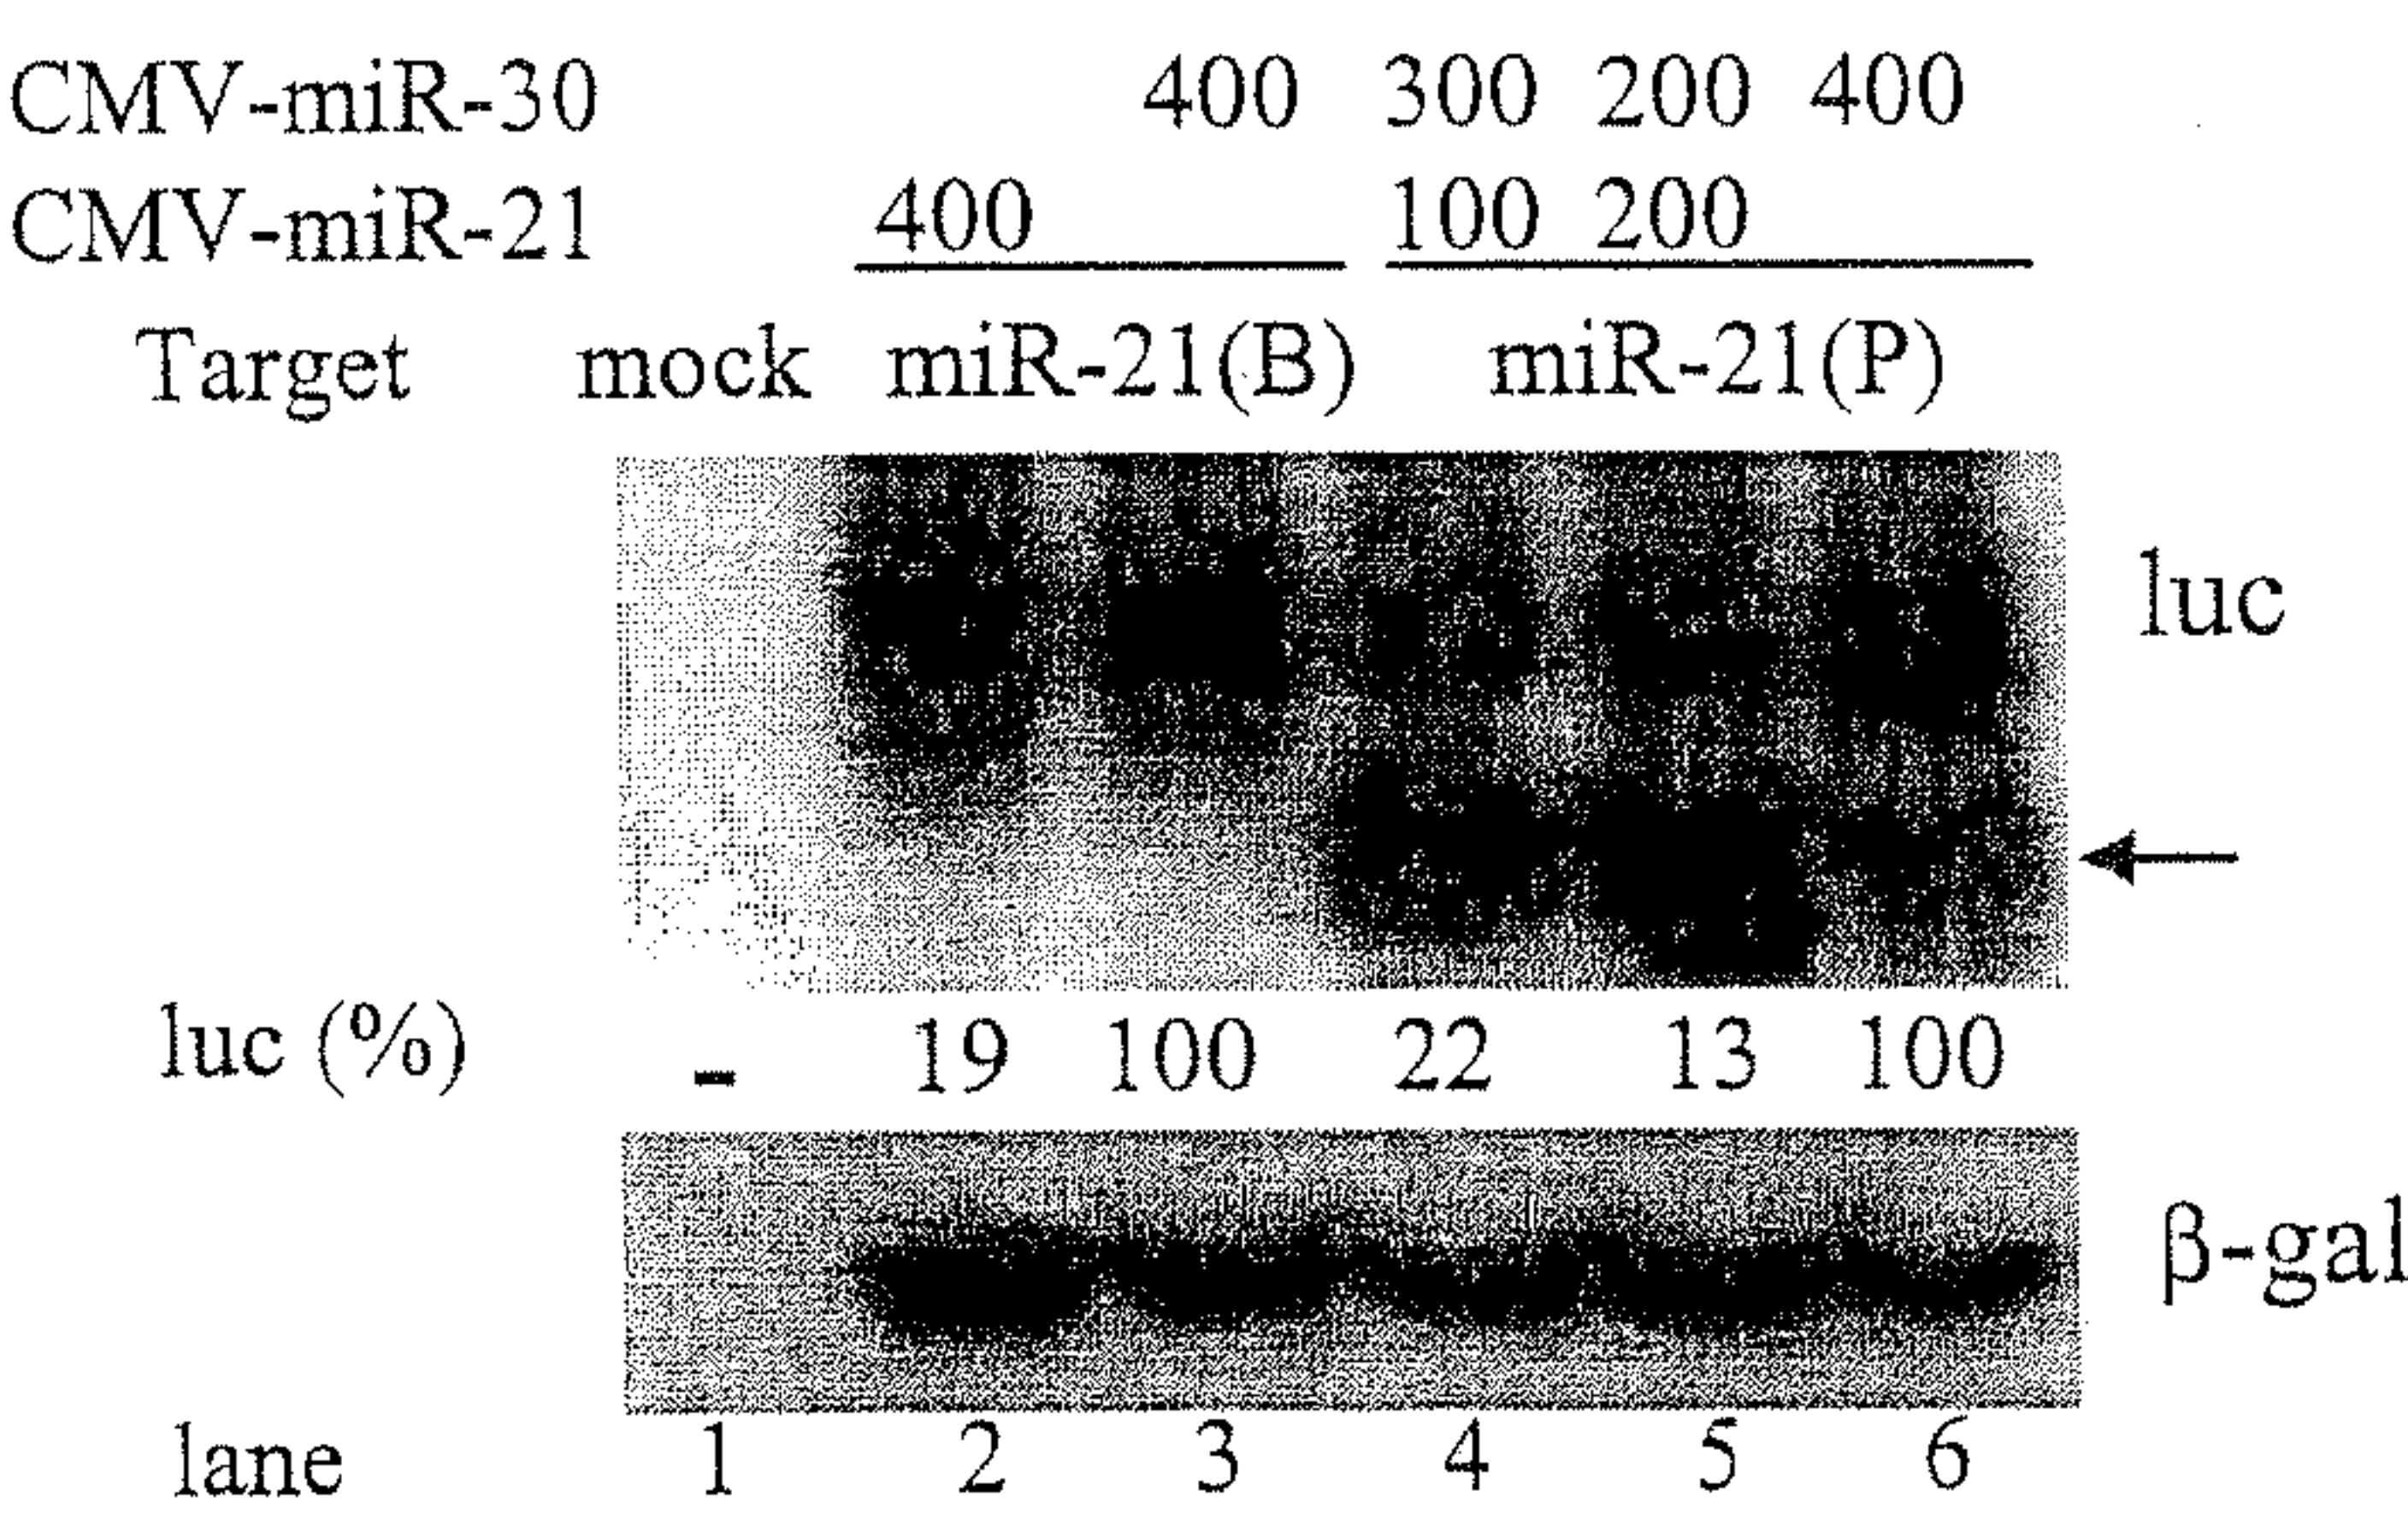 CMV-miR-30 400 300 200 400
CMV-miR-21 400 100 200
Target mock miR-21(B) miR-21(P)
luc
luc (%) - 19 100 22 13 100
β-gal
lane 1 2 3 4 5 6